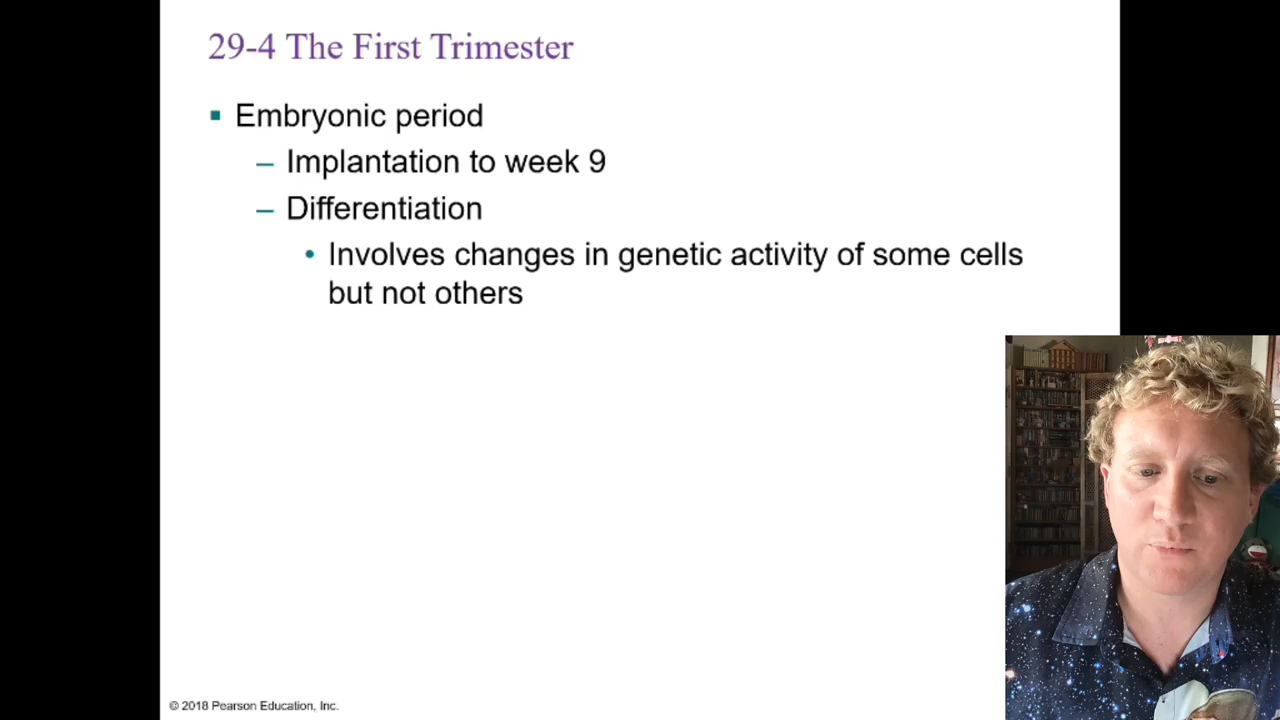 29-4 The First Trimester
▪ Embryonic period
– Implantation to week 9
– Differentiation
• Involves changes in genetic activity of some cells
but not others
© 2018 Pearson Education, Inc.